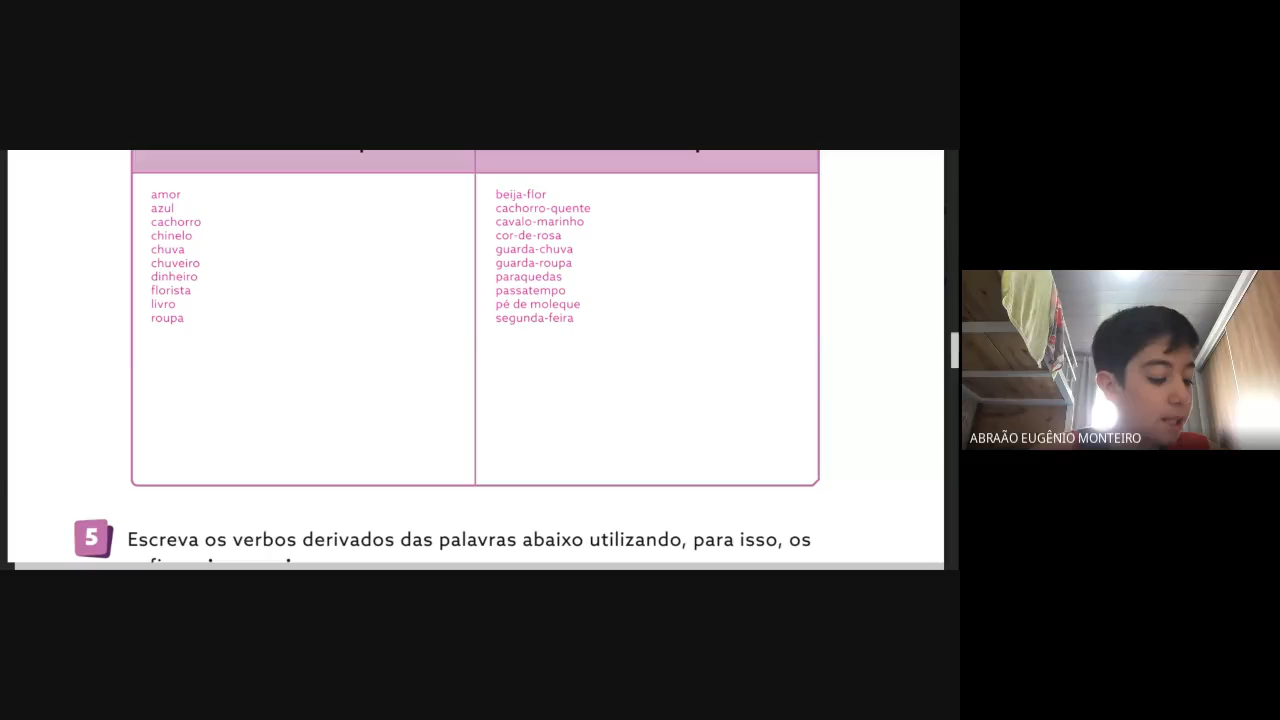 amor
azul
cachorro
chinelo
chuva
chuveiro
dinheiro
florista
livro
roupa
beija-flor
cachorro-quente
cavalo-marinho
cor-de-rosa
guarda-chuva
guarda-roupa
paraquedas
passatempo
pé de moleque
segunda-feira
5 Escreva os verbos derivados das palavras abaixo utilizando, para isso, os
ABRAÃO EUGÊNIO MONTEIRO